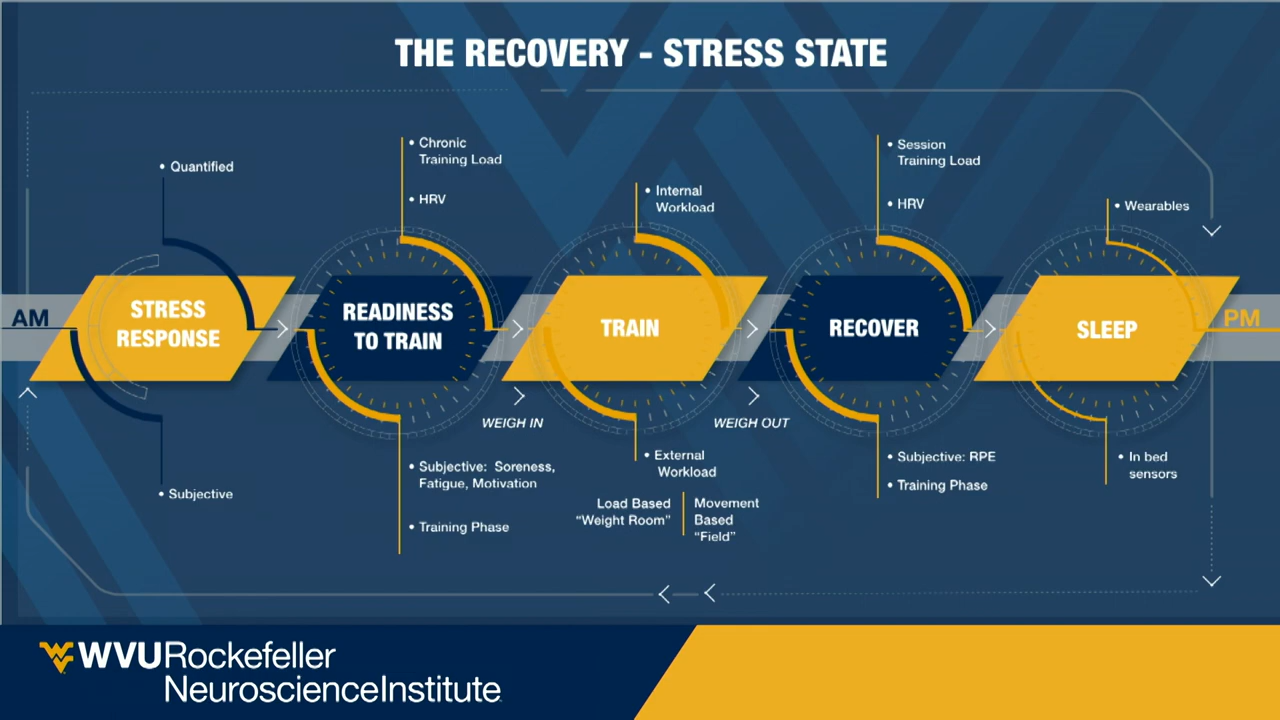 THE RECOVERY - STRESS STATE
AM
• Quantified
STRESS
RESPONSE
• Subjective
• Chronic
Training Load
• HRV
READINESS
TO TRAIN
• Subjective: Soreness,
Fatigue, Motivation
• Training Phase
WEIGH IN
• Internal
Workload
TRAIN
• External
Workload
Load Based
“Weight Room”
Movement
Based
“Field”
WEIGH OUT
• Session
Training Load
• HRV
RECOVER
• Subjective: RPE
• Training Phase
• Wearables
SLEEP
• In bed
sensors
PM
WVURockefeller
NeuroscienceInstitute